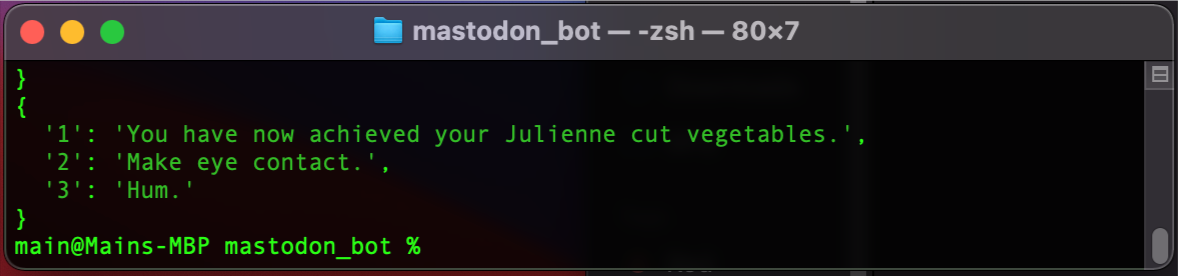 mastodon_bot — -zsh — 80×7
}
{
  '1': 'You have now achieved your Julienne cut vegetables.',
  '2': 'Make eye contact.',
  '3': 'Hum.'
}
main@Mains-MBP mastodon_bot %